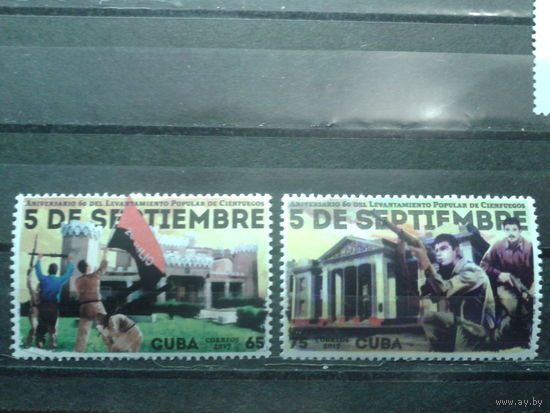 ANIVERSARIO 60 DEL LEVANTAMIENTO POPULAR DE CIENFUEGOS
5 DE SEPTIEMBRE
CUBA
CORREOS
2017
65
ANIVERSARIO 60 DEL LEVANTAMIENTO POPULAR DE CIENFUEGOS
5 DE SEPTIEMBRE
75
CORREOS
2017
CUBA
www.ay.by